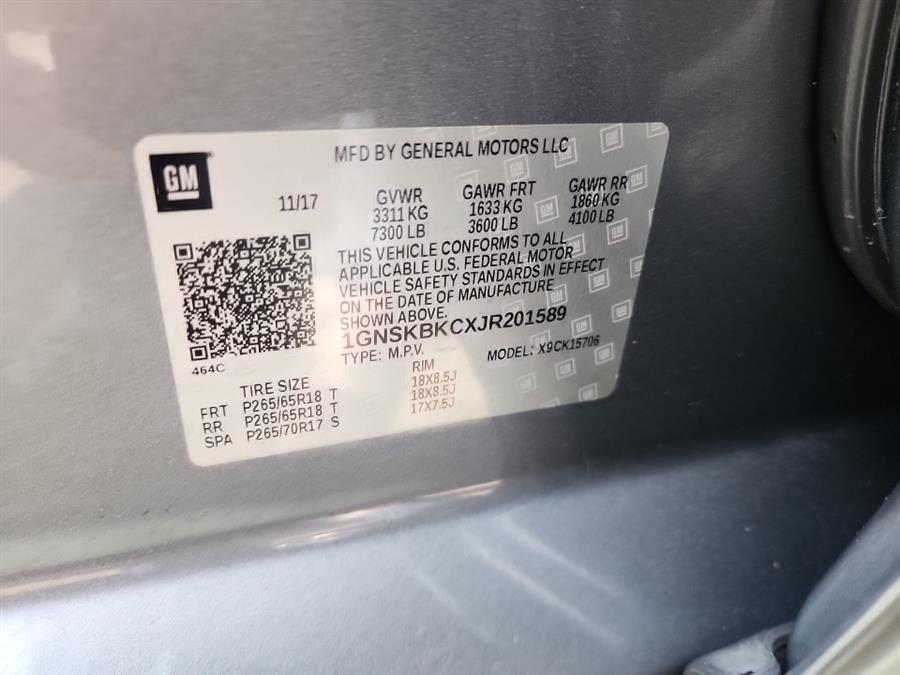 GM
MFD BY GENERAL MOTORS LLC
11/17
GVWR GAWR FRT GAWR RR
3311 KG 1633 KG 1860 KG
7300 LB 3600 LB 4100 LB
THIS VEHICLE CONFORMS TO ALL
APPLICABLE U.S. FEDERAL MOTOR
VEHICLE SAFETY STANDARDS IN EFFECT
ON THE DATE OF MANUFACTURE
SHOWN ABOVE.
1GNSKBKCXJR201589
464C
TYPE: M.P.V. MODEL: X9CK15706
TIRE SIZE RIM
FRT P265/65R18 T 18X8.5J
RR P265/65R18 T 18X8.5J
SPA P265/70R17 S 17X7.5J